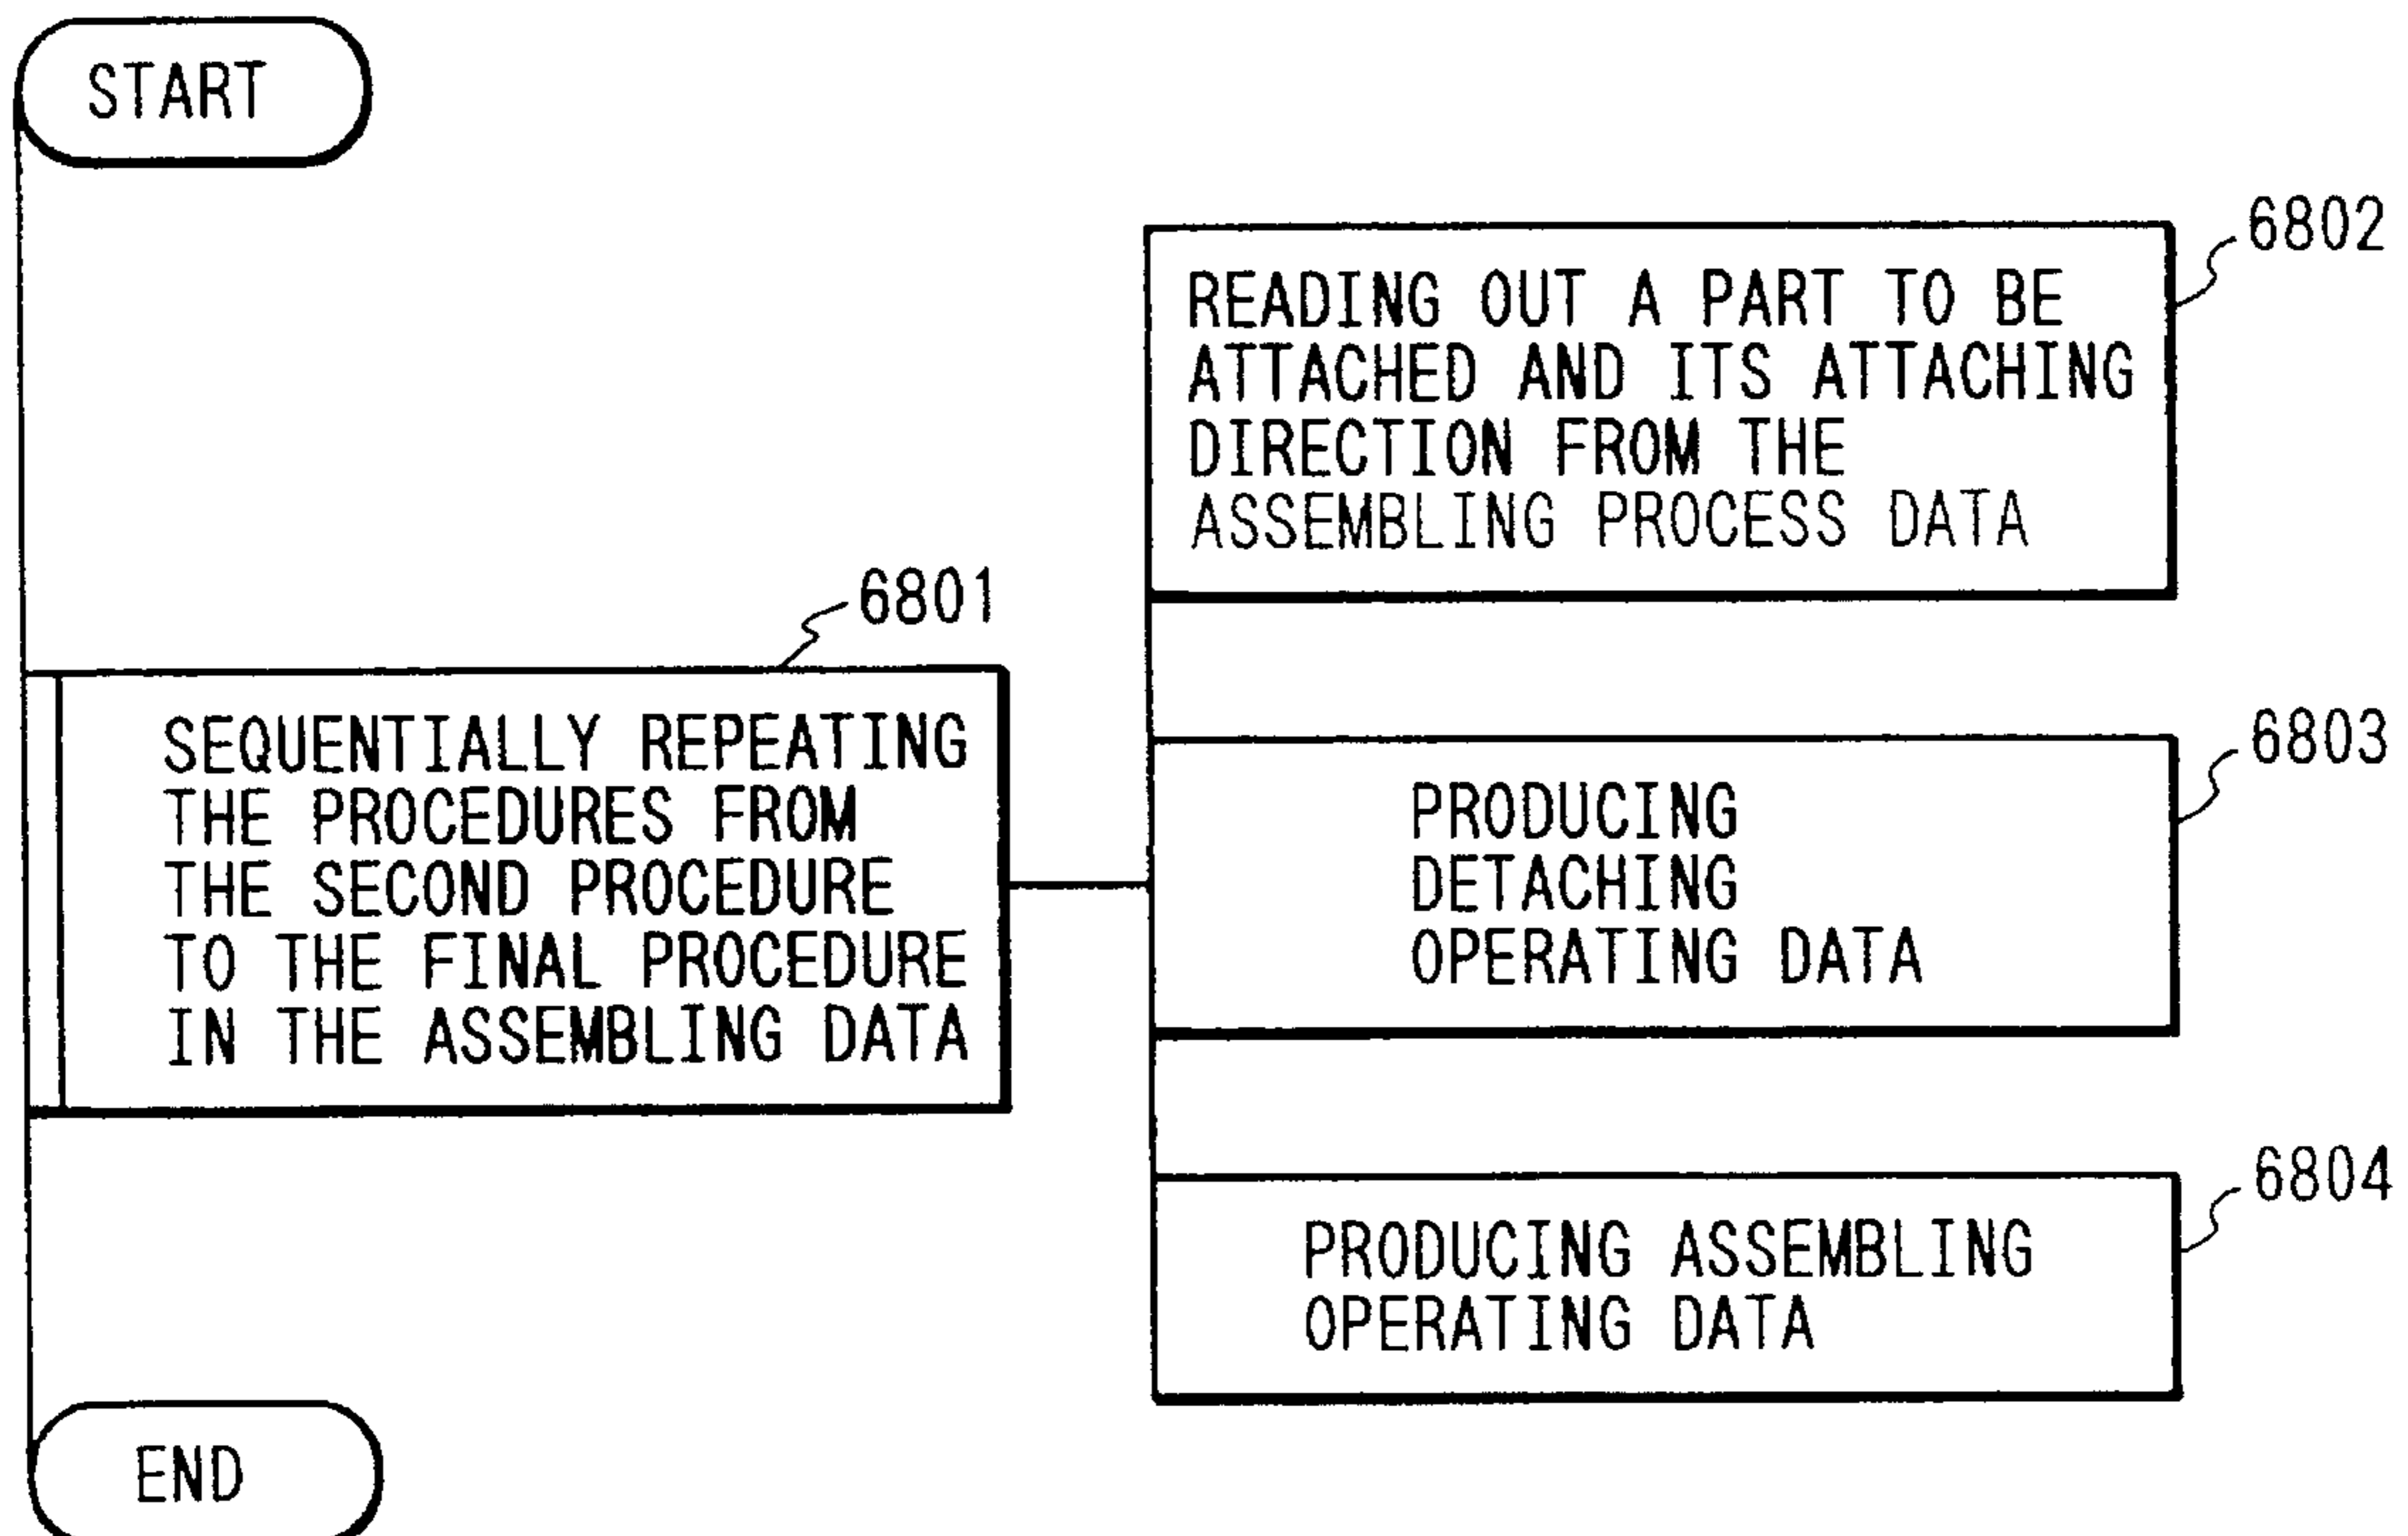 START
6802
READING OUT A PART TO BE
ATTACHED AND ITS ATTACHING
DIRECTION FROM THE
ASSEMBLING PROCESS DATA
6801
SEQUENTIALLY REPEATING
THE PROCEDURES FROM
THE SECOND PROCEDURE
TO THE FINAL PROCEDURE
IN THE ASSEMBLING DATA
6803
PRODUCING
DETACHING
OPERATING DATA
6804
PRODUCING ASSEMBLING
OPERATING DATA
END